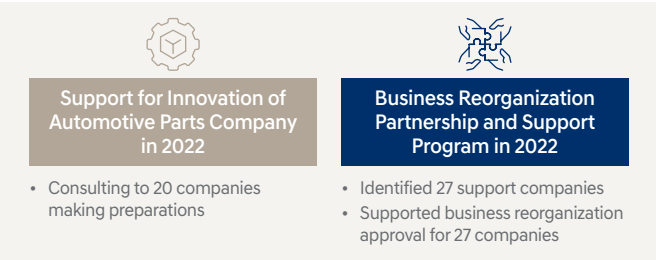 Support for Innovation of
Automotive Parts Company
in 2022
• Consulting to 20 companies
making preparations
Business Reorganization
Partnership and Support
Program in 2022
• Identified 27 support companies
• Supported business reorganization
approval for 27 companies